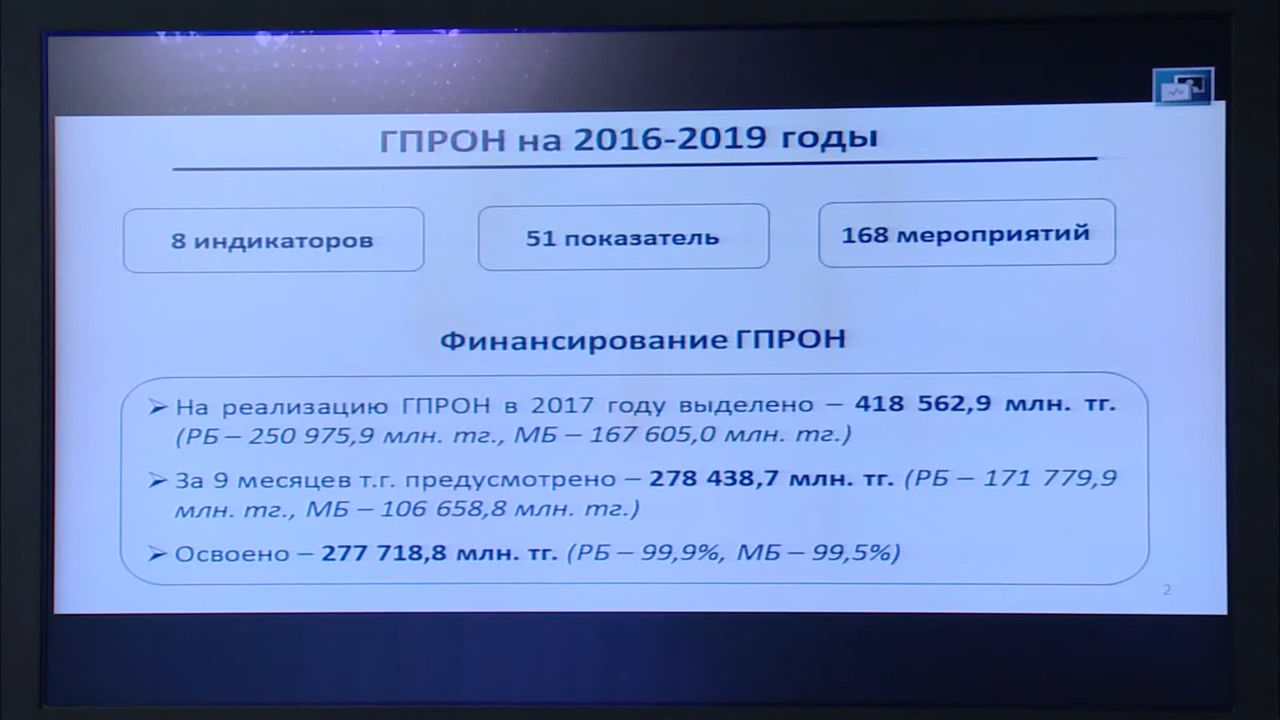 ГПРОН на 2016-2019 годы
8 индикаторов
51 показатель
168 мероприятий
Финансирование ГПРОН
➢ На реализацию ГПРОН в 2017 году выделено – 418 562,9 млн. тг.
(РБ – 250 975,9 млн. тг., МБ – 167 605,0 млн. тг.)
➢ За 9 месяцев т.г. предусмотрено – 278 438,7 млн. тг. (РБ – 171 779,9
млн. тг., МБ – 106 658,8 млн. тг.)
➢ Освоено – 277 718,8 млн. тг. (РБ – 99,9%, МБ – 99,5%)
2